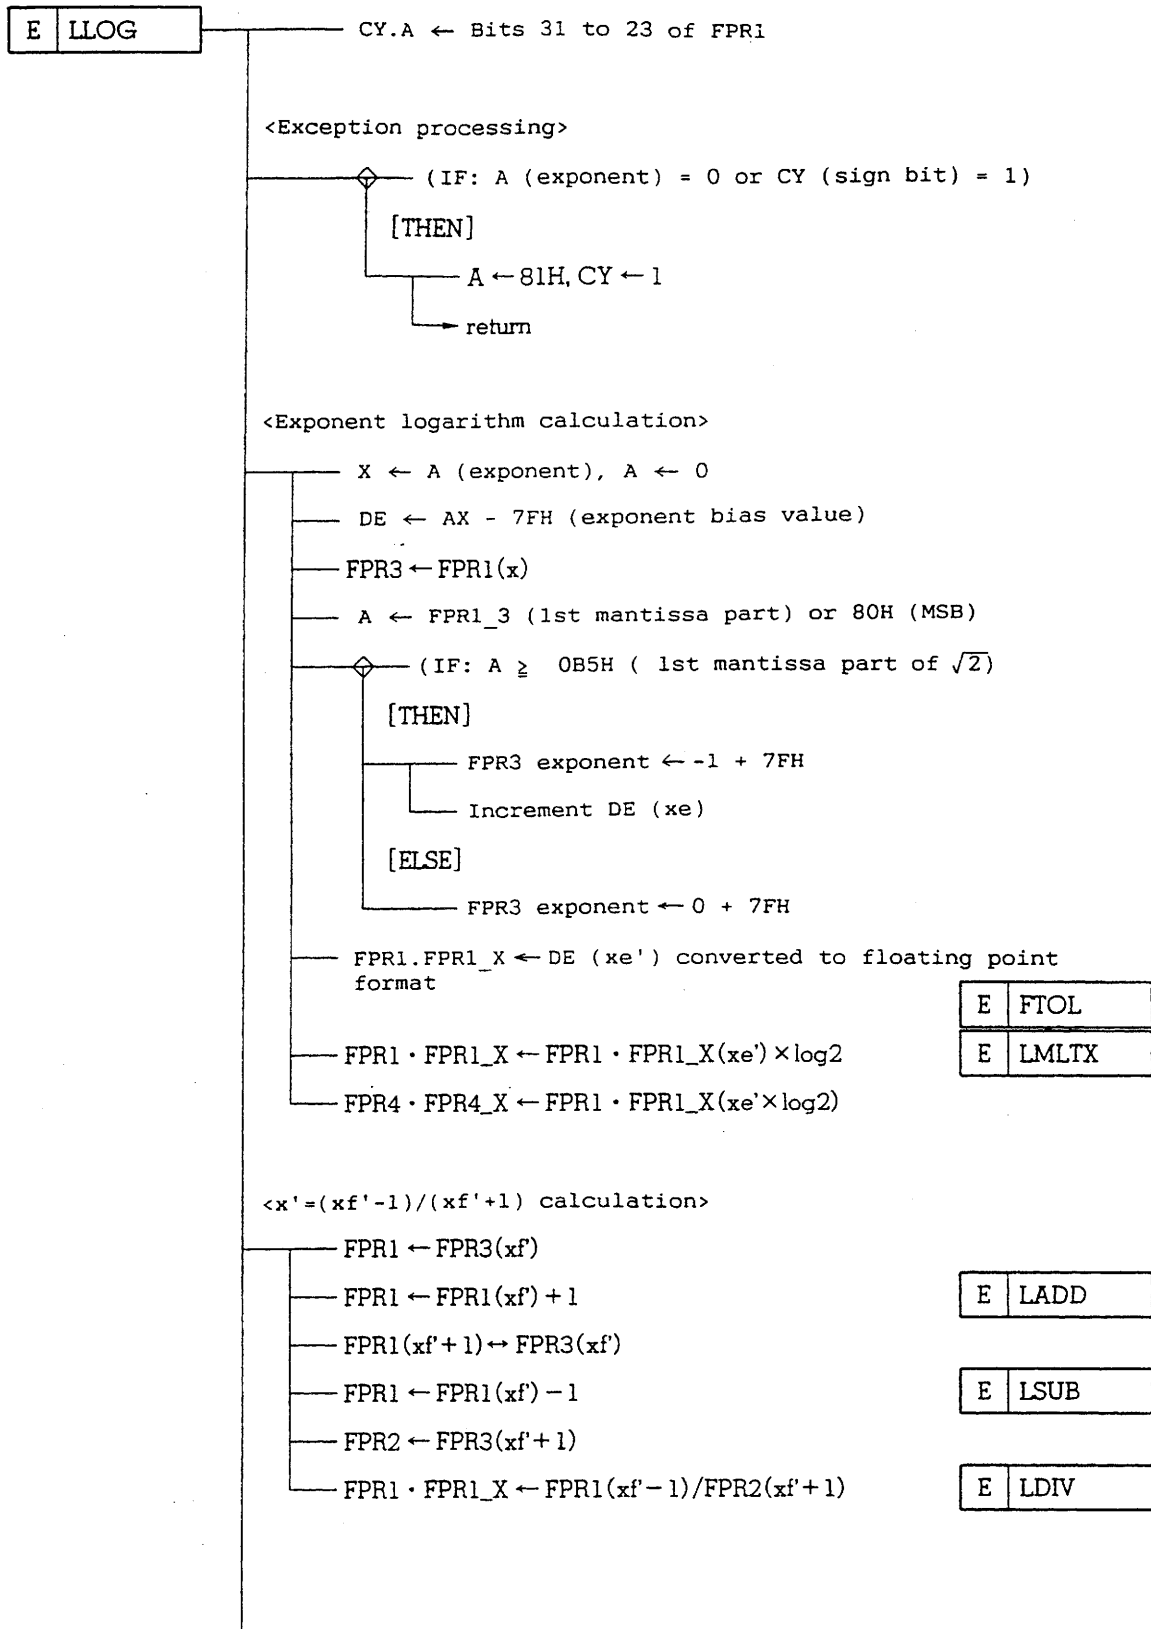 E LLOG
CY.A ← Bits 31 to 23 of FPR1
<Exception processing>
(IF: A (exponent) = 0 or CY (sign bit) = 1)
[THEN]
A ← 81H, CY ← 1
return
<Exponent logarithm calculation>
X ← A (exponent), A ← 0
DE ← AX - 7FH (exponent bias value)
FPR3 ← FPR1(x)
A ← FPR1_3 (1st mantissa part) or 80H (MSB)
(IF: A ≧ 0B5H ( 1st mantissa part of √2)
[THEN]
FPR3 exponent ← -1 + 7FH
Increment DE (xe)
[ELSE]
FPR3 exponent ← 0 + 7FH
FPR1.FPR1_X ← DE (xe') converted to floating point
format
E FTOL
FPR1・FPR1_X ← FPR1・FPR1_X(xe')×log2
E LMLTX
FPR4・FPR4_X ← FPR1・FPR1_X(xe'×log2)
<x'=(xf'-1)/(xf'+1) calculation>
FPR1 ← FPR3(xf')
FPR1 ← FPR1(xf')+1
E LADD
FPR1(xf'+1)↔FPR3(xf')
FPR1 ← FPR1(xf')-1
E LSUB
FPR2 ← FPR3(xf'+1)
FPR1・FPR1_X ← FPR1(xf'-1)/FPR2(xf'+1)
E LDIV